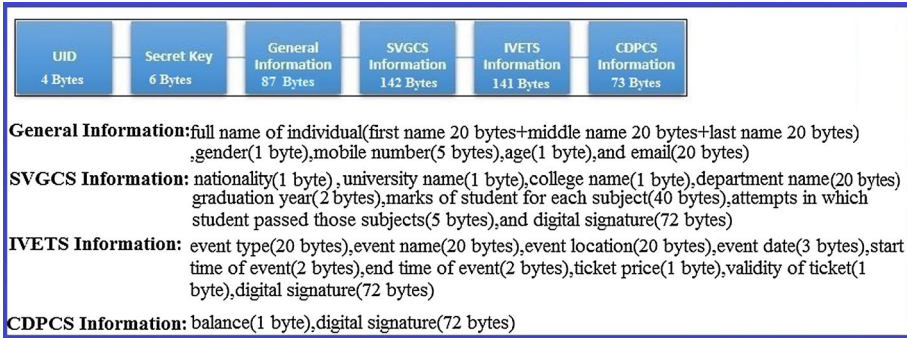 UID
4 Bytes
Secret Key
6 Bytes
General
Information
87 Bytes
SVGCS
Information
142 Bytes
IVETS
Information
141 Bytes
CDPCS
Information
73 Bytes
General Information:full name of individual(first name 20 bytes+middle name 20 bytes+last name 20 bytes)
,gender(1 byte),mobile number(5 bytes),age(1 byte),and email(20 bytes)
SVGCS Information: nationality(1 byte) ,university name(1 byte),college name(1 byte),department name(20 bytes)
graduation year(2 bytes),marks of student for each subject(40 bytes),attempts in which
student passed those subjects(5 bytes),and digital signature(72 bytes)
IVETS Information: event type(20 bytes),event name(20 bytes),event location(20 bytes),event date(3 bytes),start
time of event(2 bytes),end time of event(2 bytes),ticket price(1 byte),validity of ticket(1
byte),digital signature(72 bytes)
CDPCS Information: balance(1 byte),digital signature(72 bytes)